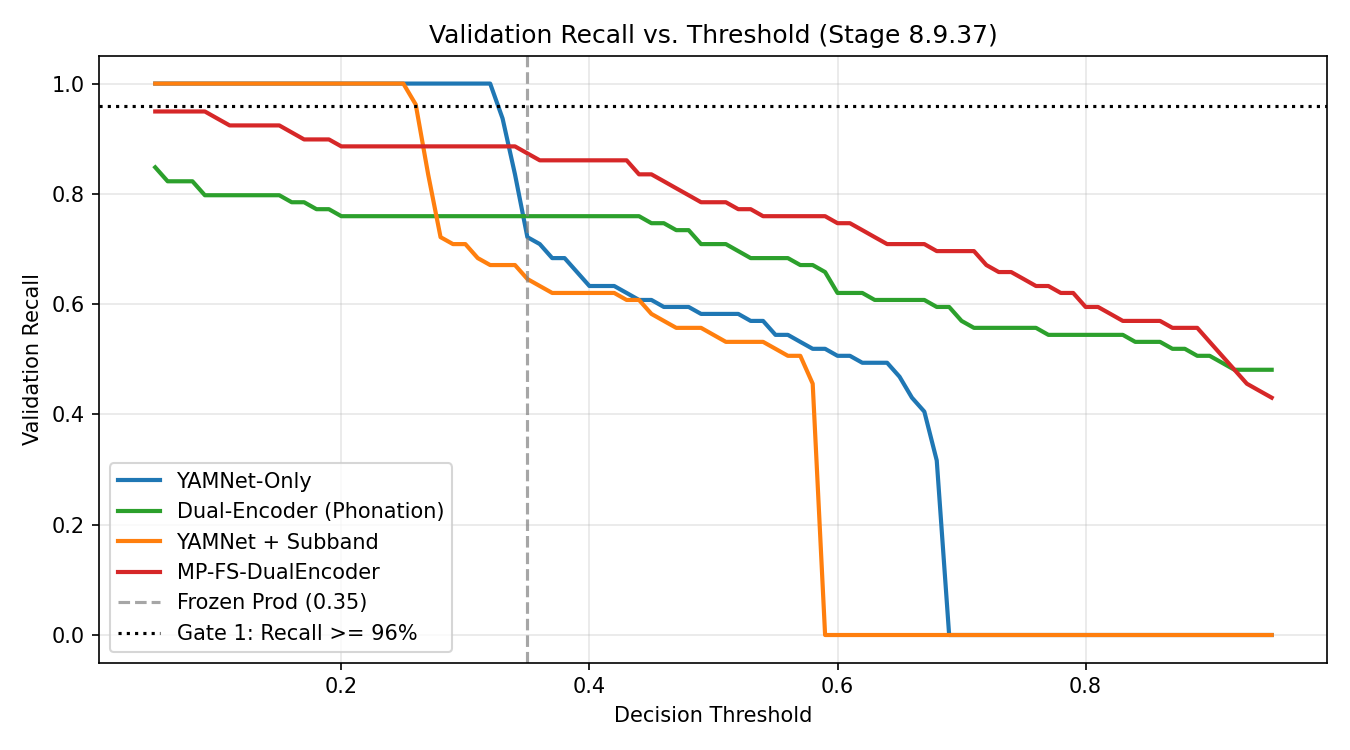 Validation Recall vs. Threshold (Stage 8.9.37)
1.0
0.8
0.6
0.4
0.2
0.0
Validation Recall
YAMNet-Only
Dual-Encoder (Phonation)
YAMNet + Subband
MP-FS-DualEncoder
Frozen Prod (0.35)
Gate 1: Recall >= 96%
0.2
0.4
0.6
0.8
Decision Threshold